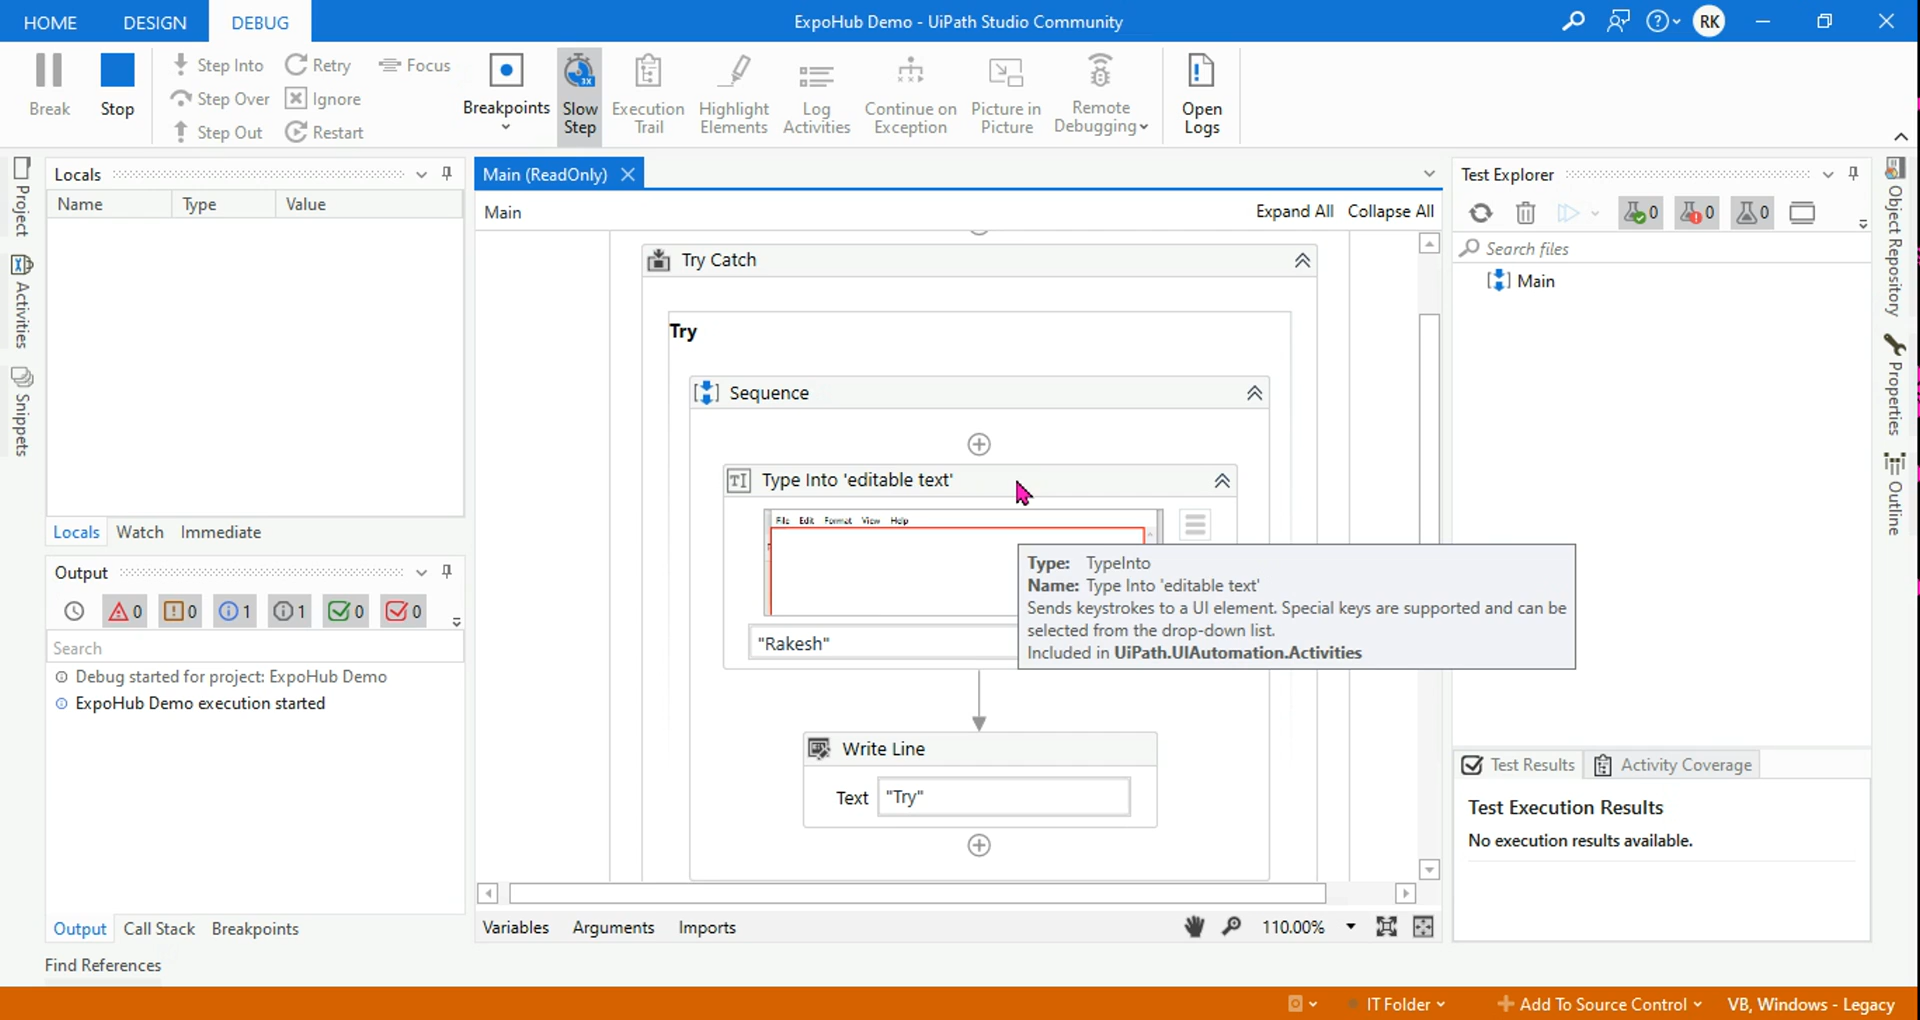 HOME DESIGN DEBUG ExpoHub Demo - UiPath Studio Community RK
Break
Stop
Step Into
Step Over
Step Out
Retry
Ignore
Restart
Focus
Breakpoints
3X
Slow
Step
Execution
Trail
Highlight
Elements
Log
Activities
Continue on
Exception
Picture in
Picture
Remote
Debugging
Open
Logs
Project
Activities
Snippets
Locals
Name Type Value
Locals Watch Immediate
Output
0 0 1 1 0 0
Search
Debug started for project: ExpoHub Demo
ExpoHub Demo execution started
Output Call Stack Breakpoints
Find References
Main (ReadOnly)
Main Expand All Collapse All
Try Catch
Try
Sequence
Type Into 'editable text'
File Edit Format View Help
"Rakesh"
Type: TypeInto
Name: Type Into 'editable text'
Sends keystrokes to a UI element. Special keys are supported and can be
selected from the drop-down list.
Included in UiPath.UIAutomation.Activities
Write Line
Text "Try"
Variables Arguments Imports 110.00%
Test Explorer
0 0 0
Search files
Main
Test Results Activity Coverage
Test Execution Results
No execution results available.
Object Repository
Properties
Outline
IT Folder Add To Source Control VB, Windows - Legacy